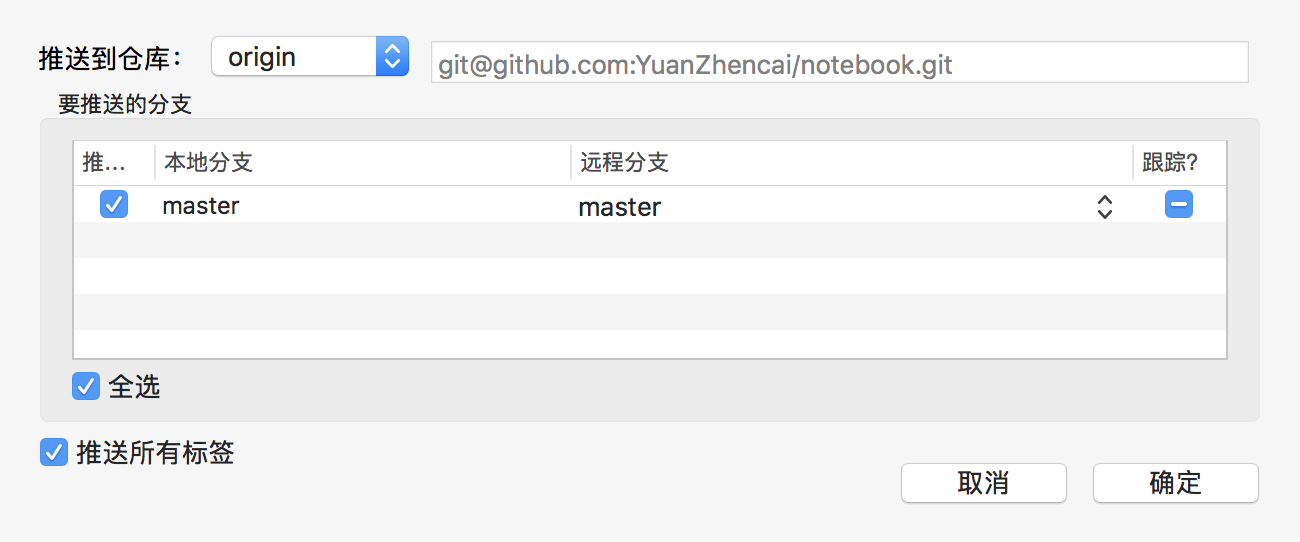 推送到仓库： origin git@github.com:YuanZhencai/notebook.git
要推送的分支
推... 本地分支 远程分支 跟踪?
master master
全选
推送所有标签
取消 确定